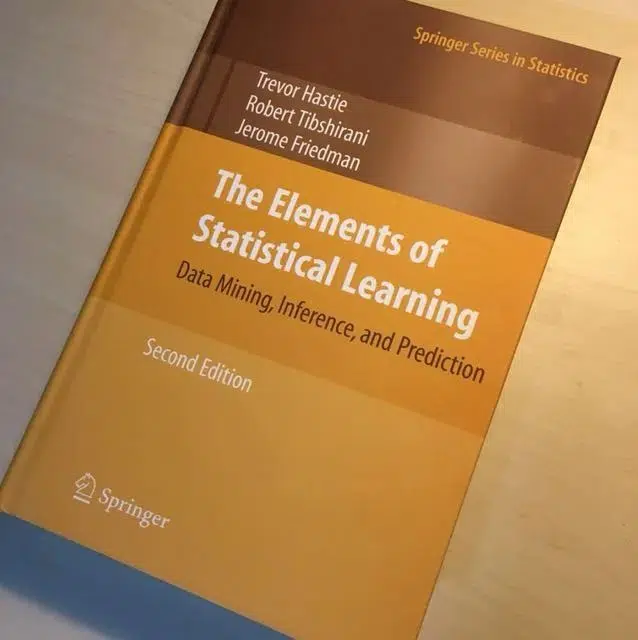 Springer Series in Statistics
Trevor Hastie
Robert Tibshirani
Jerome Friedman
The Elements of
Statistical Learning
Data Mining, Inference, and Prediction
Second Edition
Springer